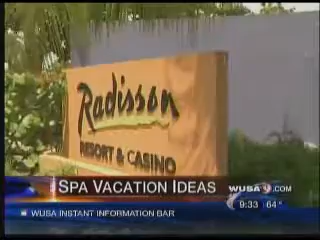 Radisson
RESORT & CASINO
SPA VACATION IDEAS
WUSA9.COM
9:33 64°
WUSA INSTANT INFORMATION BAR